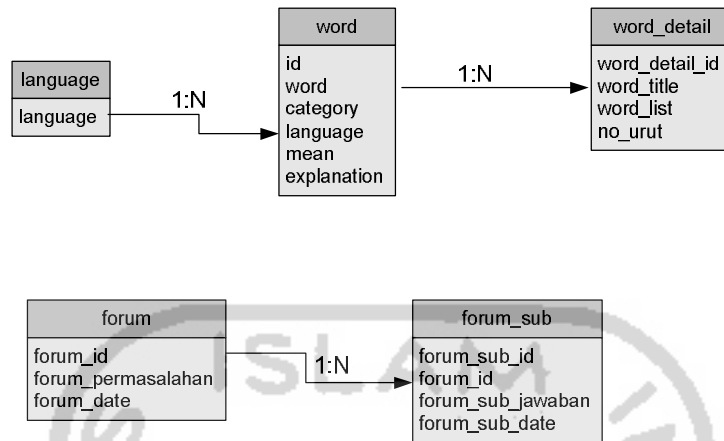 language
language
1:N
word
id
word
category
language
mean
explanation
1:N
word_detail
word_detail_id
word_title
word_list
no_urut
forum
forum_id
forum_permasalahan
forum_date
1:N
forum_sub
forum_sub_id
forum_id
forum_sub_jawaban
forum_sub_date
ISLAM